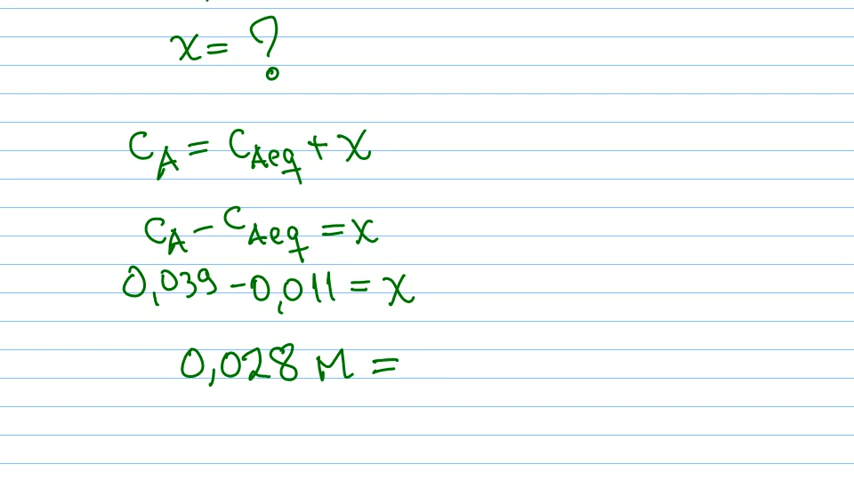 x = ?
C_A = C_Aeq + x
C_A - C_Aeq = x
0,039 - 0,011 = x
0,028 M =